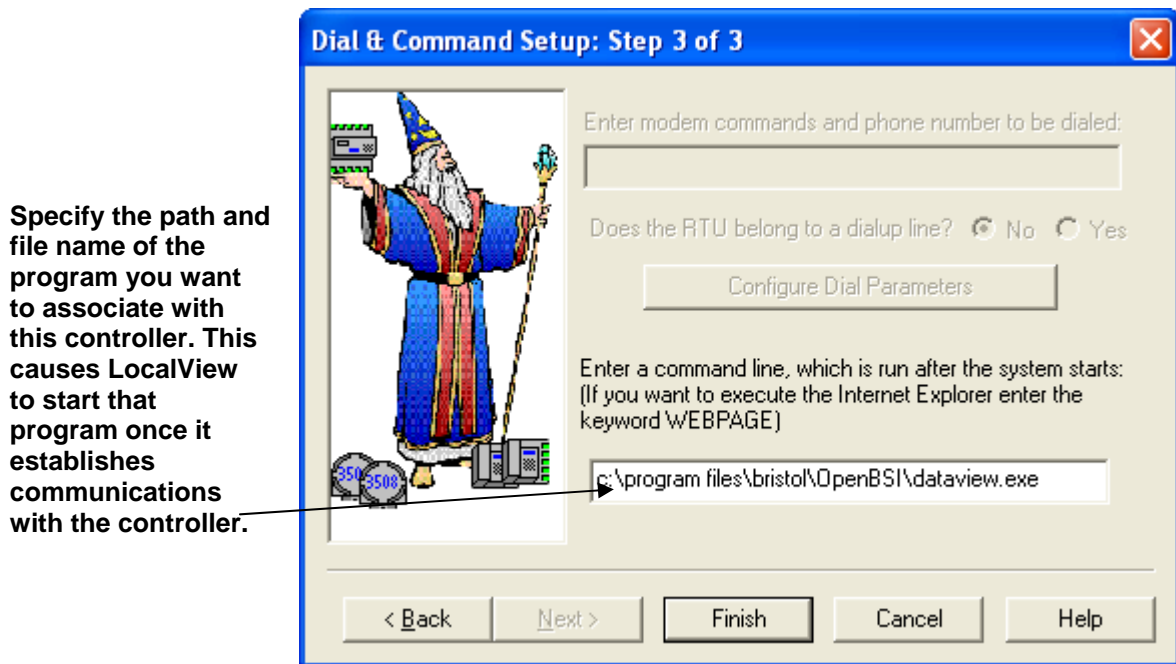 Dial & Command Setup: Step 3 of 3
Specify the path and
file name of the
program you want
to associate with
this controller. This
causes LocalView
to start that
program once it
establishes
communications
with the controller.
Enter modem commands and phone number to be dialed:
Does the RTU belong to a dialup line? No Yes
Configure Dial Parameters
Enter a command line, which is run after the system starts:
(If you want to execute the Internet Explorer enter the
keyword WEBPAGE)
c:\program files\bristol\OpenBSI\dataview.exe
350 3508
< Back Next > Finish Cancel Help